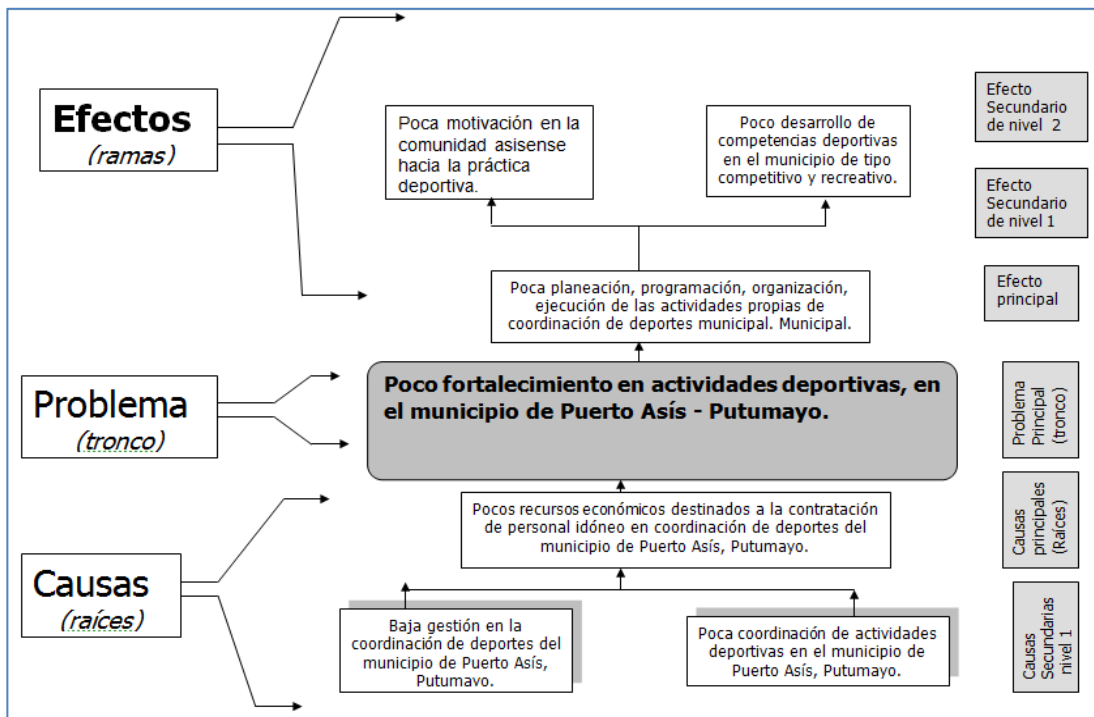 Efectos
(ramas)
Poca motivación en la
comunidad asisense
hacia la práctica
deportiva.
Poco desarrollo de
competencias deportivas
en el municipio de tipo
competitivo y recreativo.
Efecto
Secundario
de nivel 2
Efecto
Secundario
de nivel 1
Poca planeación, programación, organización,
ejecución de las actividades propias de
coordinación de deportes municipal. Municipal.
Efecto
principal
Problema
(tronco)
Poco fortalecimiento en actividades deportivas, en
el municipio de Puerto Asís - Putumayo.
Problema
Principal
(tronco)
Causas
(raíces)
Pocos recursos económicos destinados a la contratación
de personal idóneo en coordinación de deportes del
municipio de Puerto Asís, Putumayo.
Causas
principales
(Raíces)
Baja gestión en la
coordinación de deportes del
municipio de Puerto Asís,
Putumayo.
Poca coordinación de actividades
deportivas en el municipio de
Puerto Asís, Putumayo.
Causas
Secundarias
nivel 1